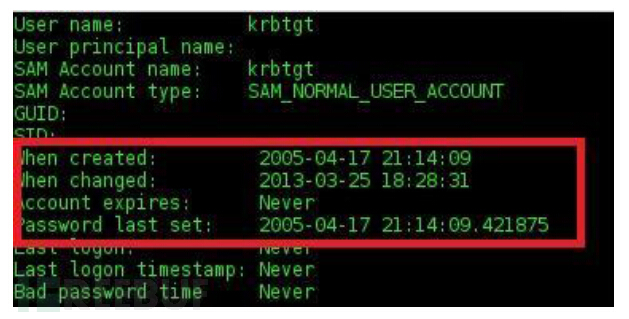 User name: krbtgt
User principal name:
SAM Account name: krbtgt
SAM Account type: SAM_NORMAL_USER_ACCOUNT
GUID:
SID:
When created: 2005-04-17 21:14:09
When changed: 2013-03-25 18:28:31
Account expires: Never
Password last set: 2005-04-17 21:14:09.421875
Last logon: Never
Last logon timestamp: Never
Bad password time Never